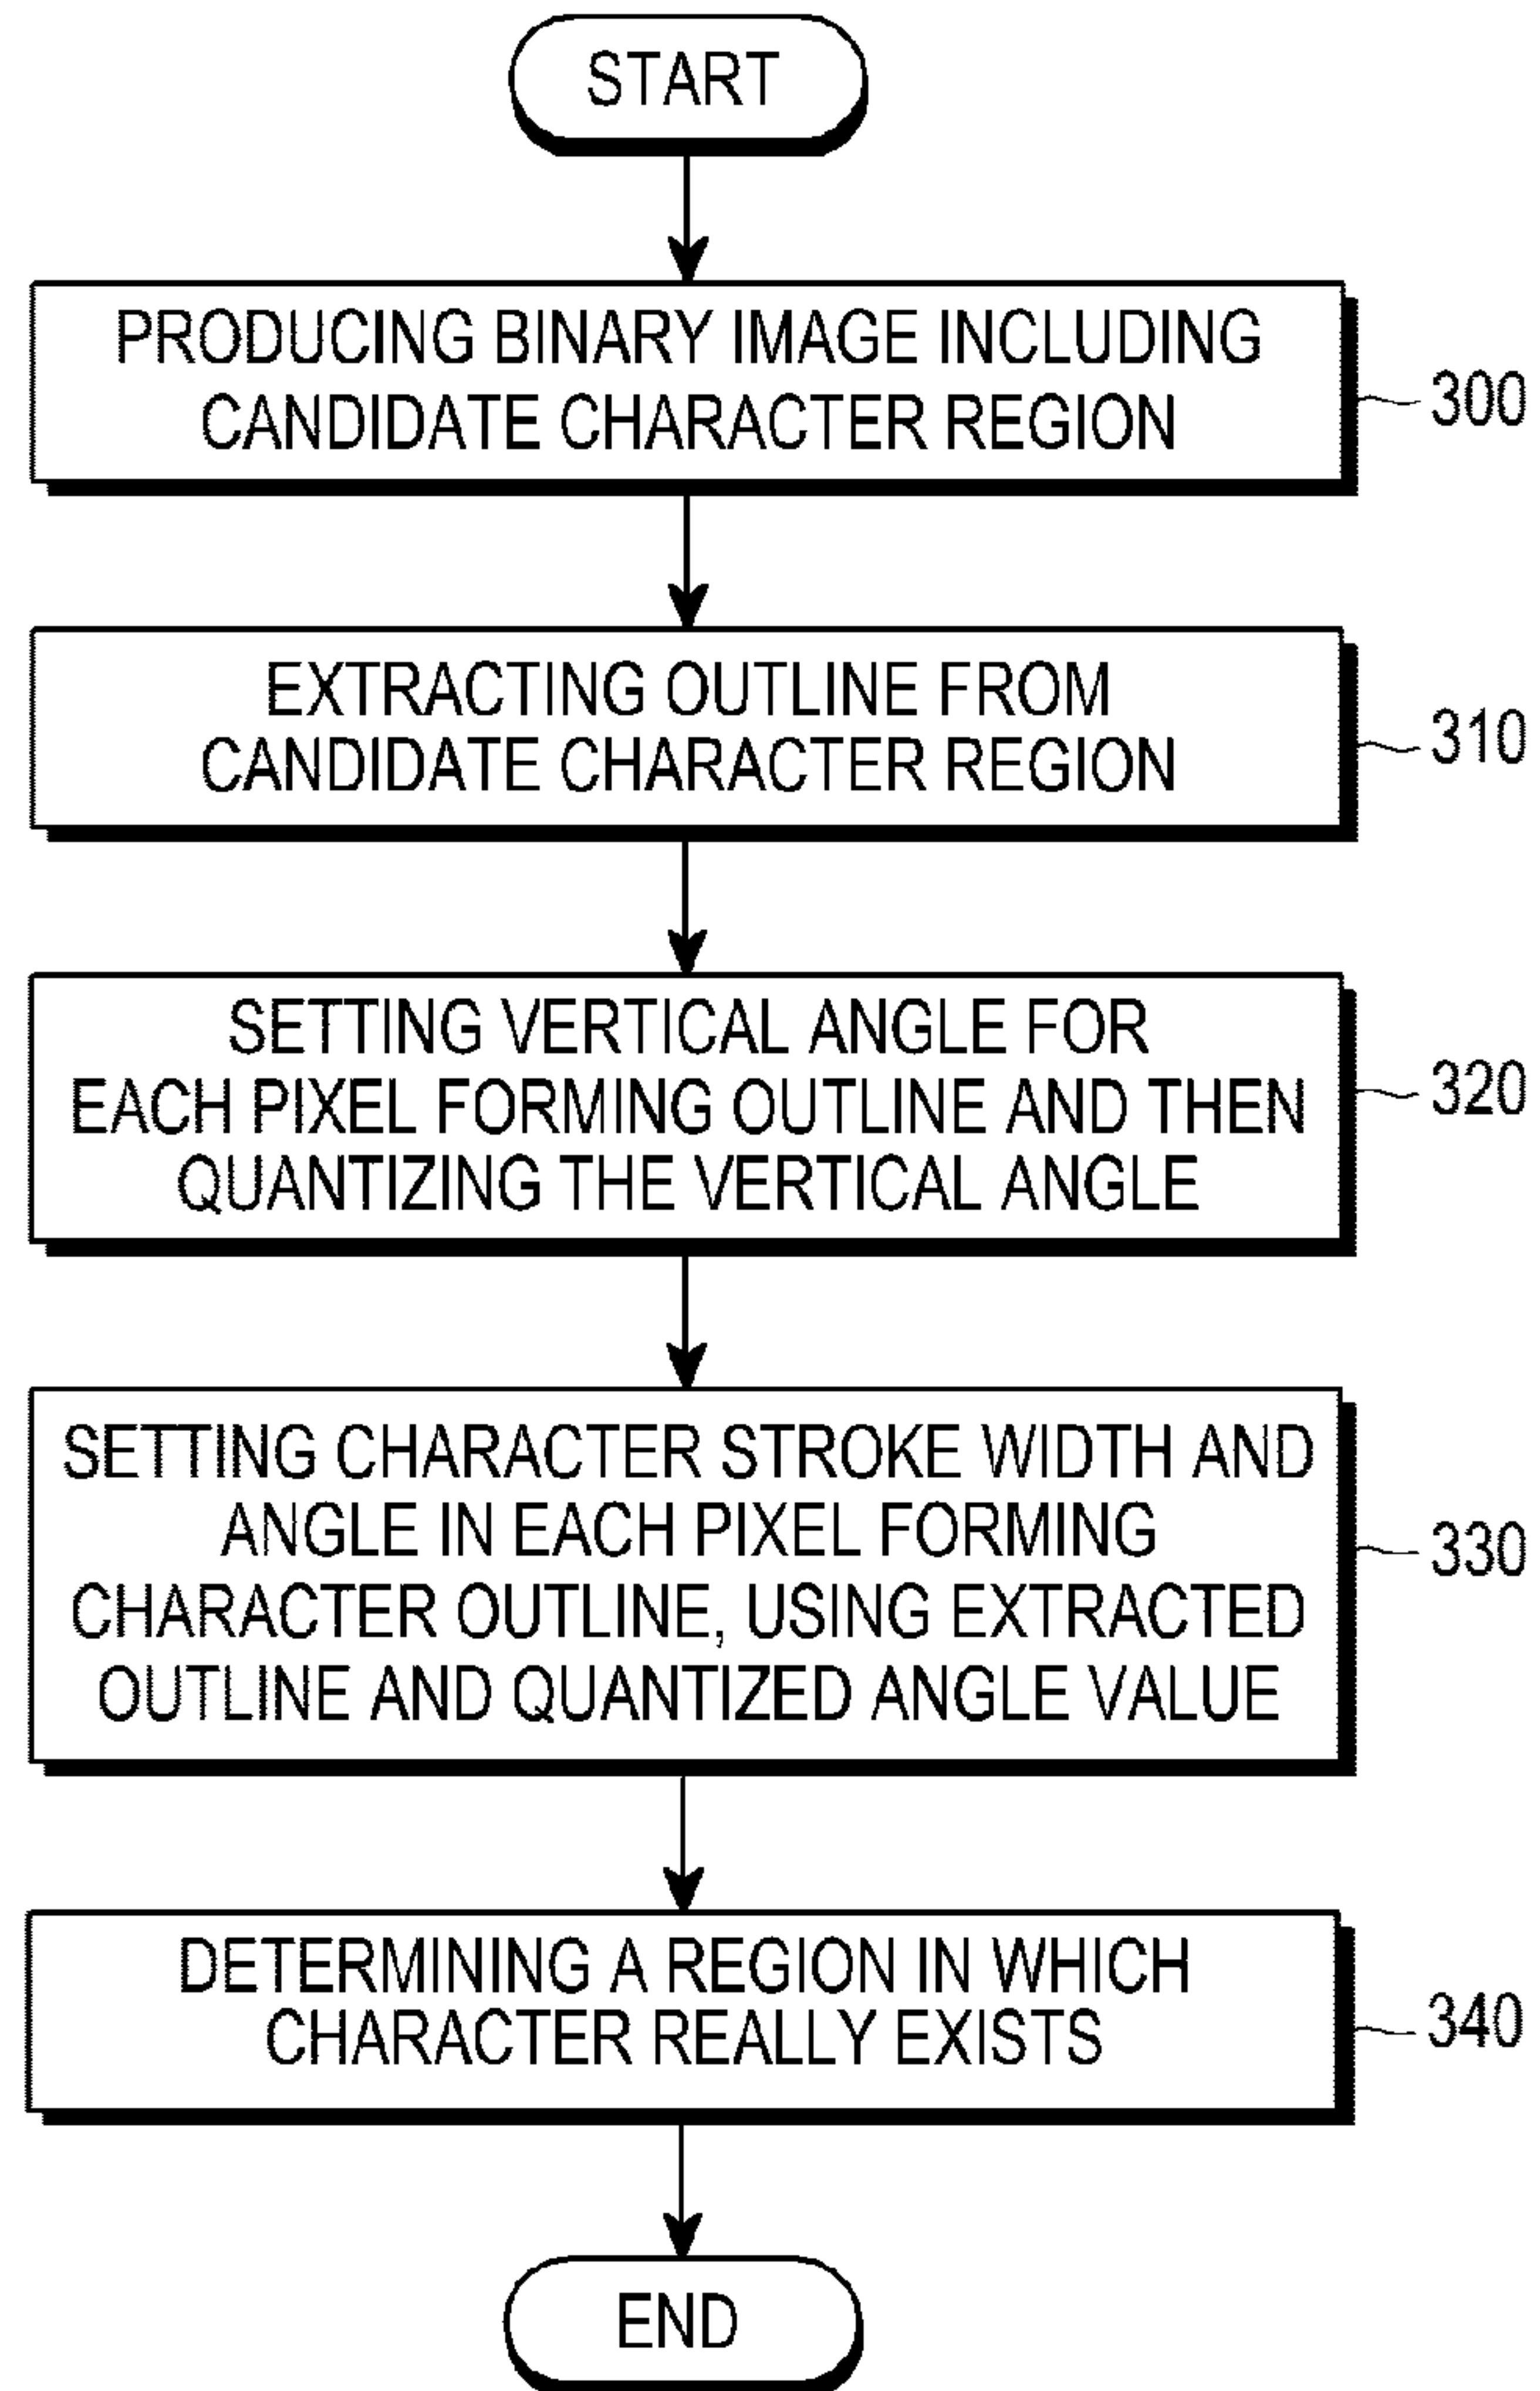 START
PRODUCING BINARY IMAGE INCLUDING
CANDIDATE CHARACTER REGION
300
EXTRACTING OUTLINE FROM
CANDIDATE CHARACTER REGION
310
SETTING VERTICAL ANGLE FOR
EACH PIXEL FORMING OUTLINE AND THEN
QUANTIZING THE VERTICAL ANGLE
320
SETTING CHARACTER STROKE WIDTH AND
ANGLE IN EACH PIXEL FORMING
CHARACTER OUTLINE, USING EXTRACTED
OUTLINE AND QUANTIZED ANGLE VALUE
330
DETERMINING A REGION IN WHICH
CHARACTER REALLY EXISTS
340
END